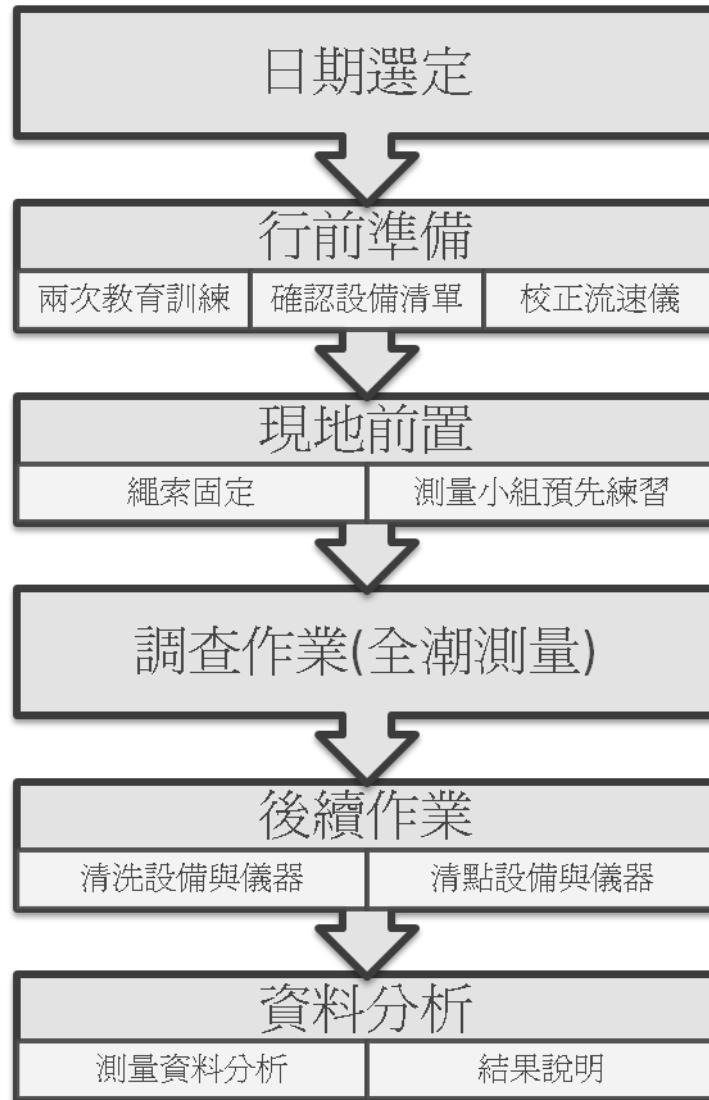 日期選定
行前準備
兩次教育訓練 確認設備清單 校正流速儀
現地前置
繩索固定 測量小組預先練習
調查作業(全潮測量)
後續作業
清洗設備與儀器 清點設備與儀器
資料分析
測量資料分析 結果說明